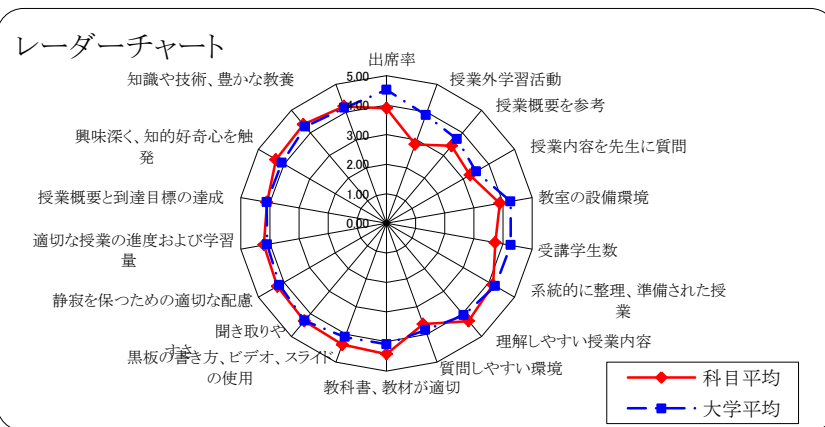 レーダーチャート
出席率
授業外学習活動
授業概要を参考
授業内容を先生に質問
教室の設備環境
受講学生数
系統的に整理、準備された授
業
理解しやすい授業内容
質問しやすい環境
教科書、教材が適切
黒板の書き方、ビデオ、スライド
の使用
聞き取りや
すさ
静寂を保つための適切な配慮
適切な授業の進度および学習
量
授業概要と到達目標の達成
興味深く、知的好奇心を触
発
知識や技術、豊かな教養
5.00
4.00
3.00
2.00
1.00
0.00
科目平均
大学平均